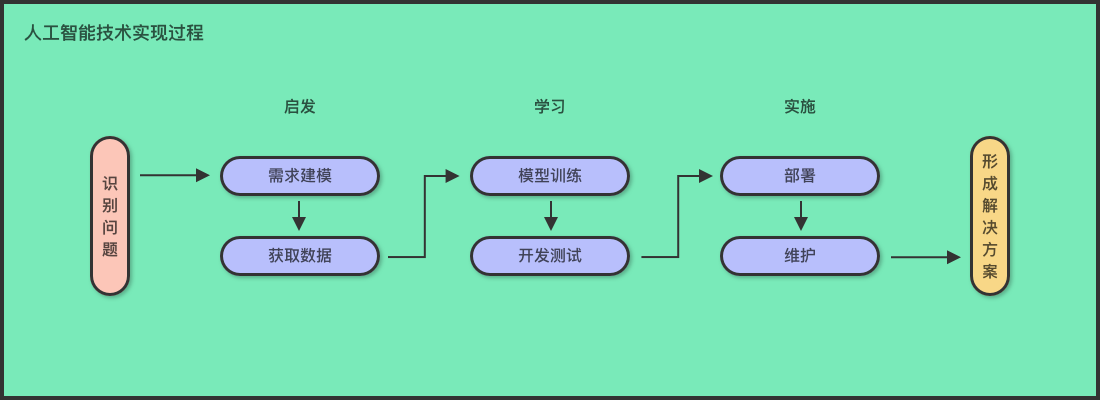 人工智能技术实现过程
启发
学习
实施
识别问题
需求建模
获取数据
模型训练
开发测试
部署
维护
形成解决方案